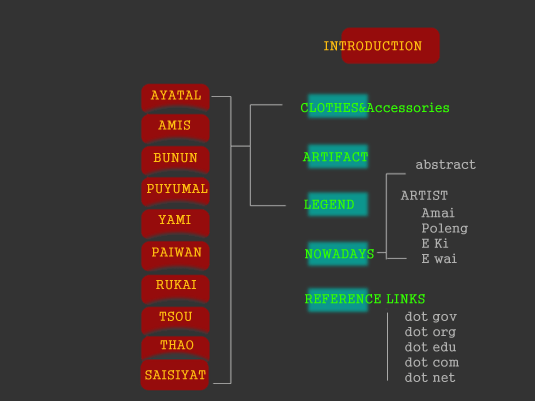 INTRODUCTION
AYATAL
AMIS
BUNUN
PUYUMAL
YAMI
PAIWAN
RUKAI
TSOU
THAO
SAISIYAT
CLOTHES&Accessories
ARTIFACT
LEGEND
NOWADAYS
abstract
ARTIST
Amai
Poleng
E Ki
E wai
REFERENCE LINKS
dot gov
dot org
dot edu
dot com
dot net